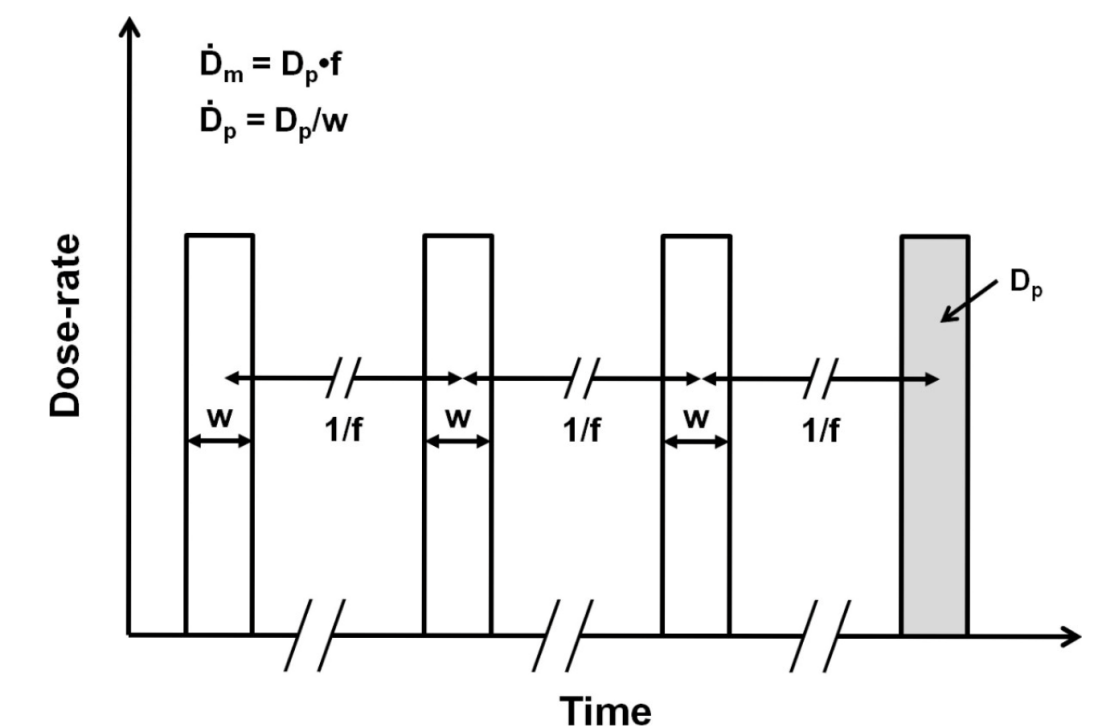 Ḋₘ = Dₚ•f
Ḋₚ = Dₚ/w
Dose-rate
Dₚ
w
1/f
w
1/f
w
1/f
Time